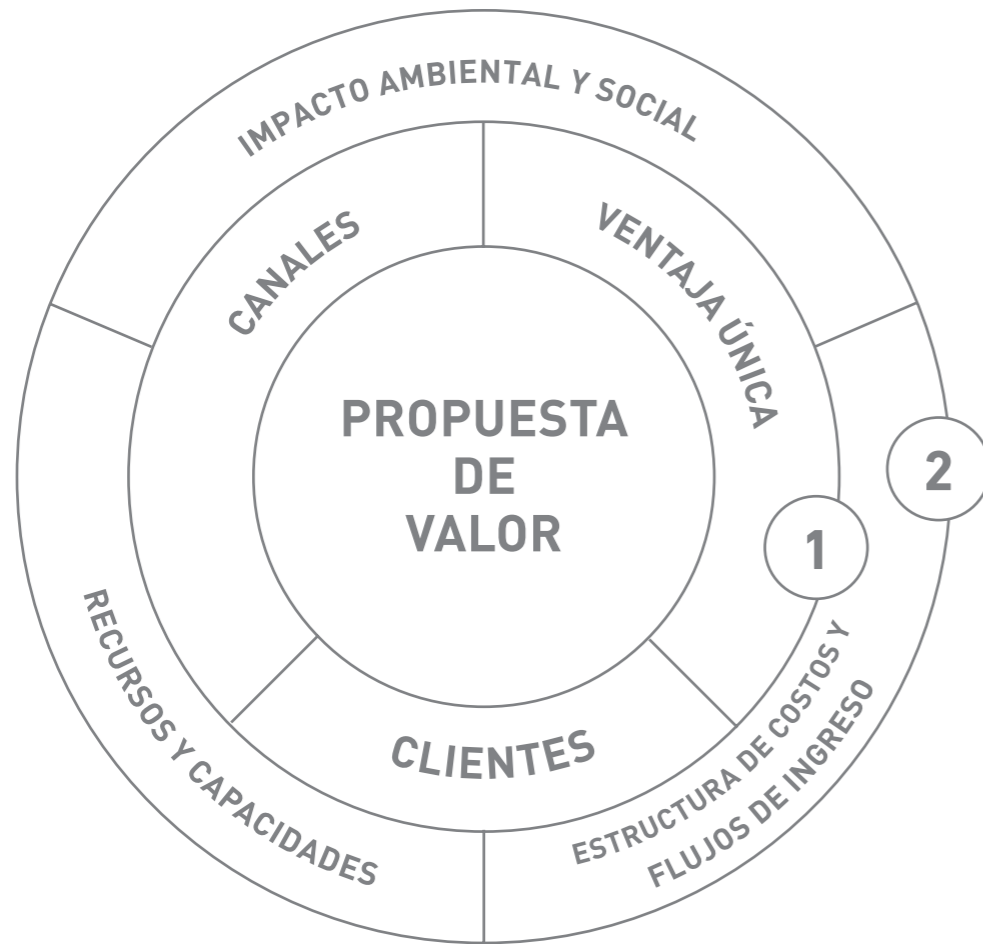 IMPACTO AMBIENTAL Y SOCIAL
CANALES
VENTAJA ÚNICA
PROPUESTA
DE
VALOR
2
1
RECURSOS Y CAPACIDADES
CLIENTES
ESTRUCTURA DE COSTOS Y
FLUJOS DE INGRESO